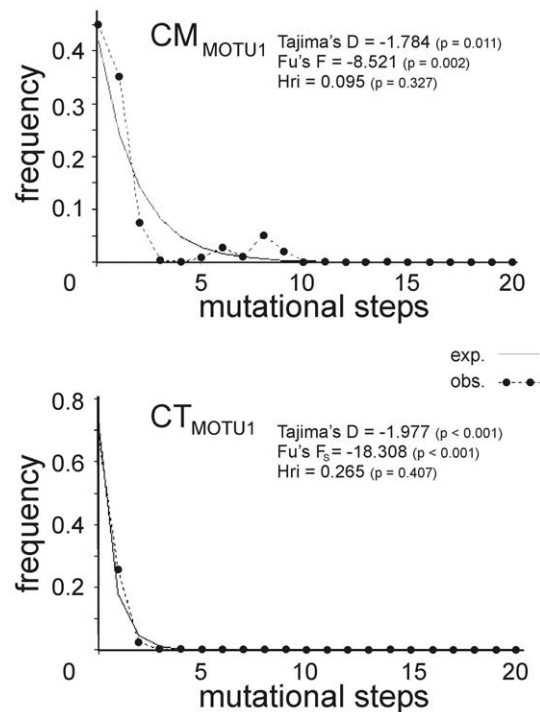 CM MOTU1
Tajima's D = -1.784 (p = 0.011)
Fu's F = -8.521 (p = 0.002)
Hri = 0.095 (p = 0.327)
frequency
0.4
0.3
0.2
0.1
0 5 10 15 20
mutational steps
exp.
obs.
0.8
CT MOTU1
Tajima's D = -1.977 (p < 0.001)
Fu's FS= -18.308 (p < 0.001)
Hri = 0.265 (p = 0.407)
frequency
0.6
0.4
0.2
0 5 10 15 20
mutational steps